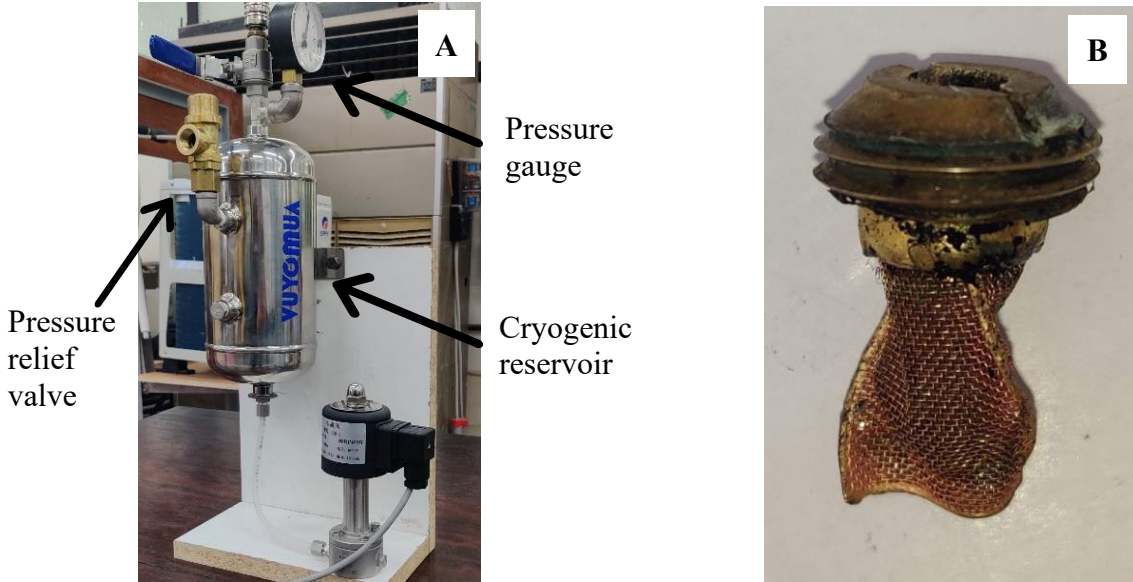 A
B
Pressure
gauge
Pressure
relief
valve
Cryogenic
reservoir
VUYOMUA